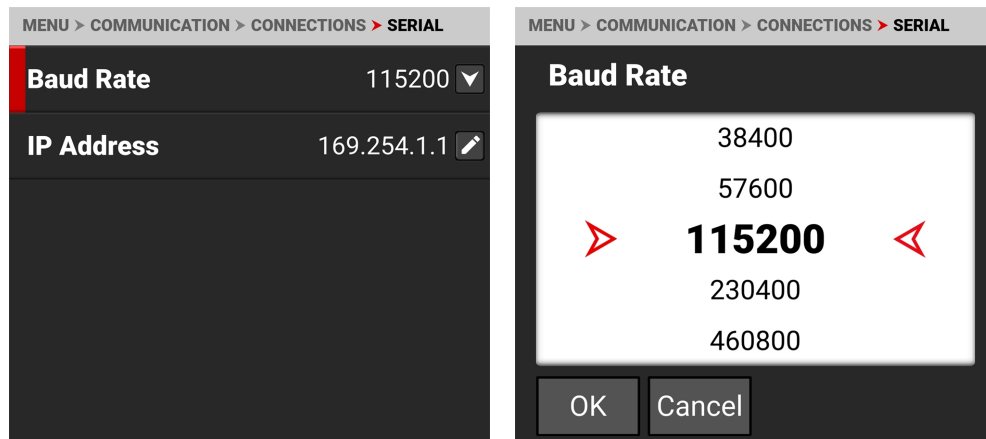 MENU > COMMUNICATION > CONNECTIONS > SERIAL
Baud Rate 115200
IP Address 169.254.1.1
MENU > COMMUNICATION > CONNECTIONS > SERIAL
Baud Rate
38400
57600
115200
230400
460800
OK Cancel